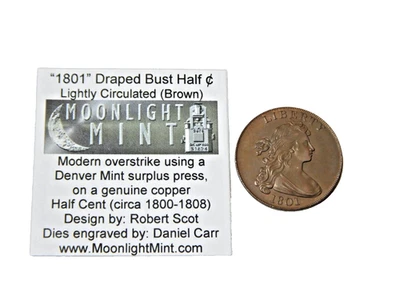 "1801" Draped Bust Half ¢
Lightly Circulated (Brown)
MOONLIGHT
MINT
Modern overstrike using a
Denver Mint surplus press,
on a genuine copper
Half Cent (circa 1800-1808)
Design by: Robert Scot
Dies engraved by: Daniel Carr
www.MoonlightMint.com
LIBERTY
1801